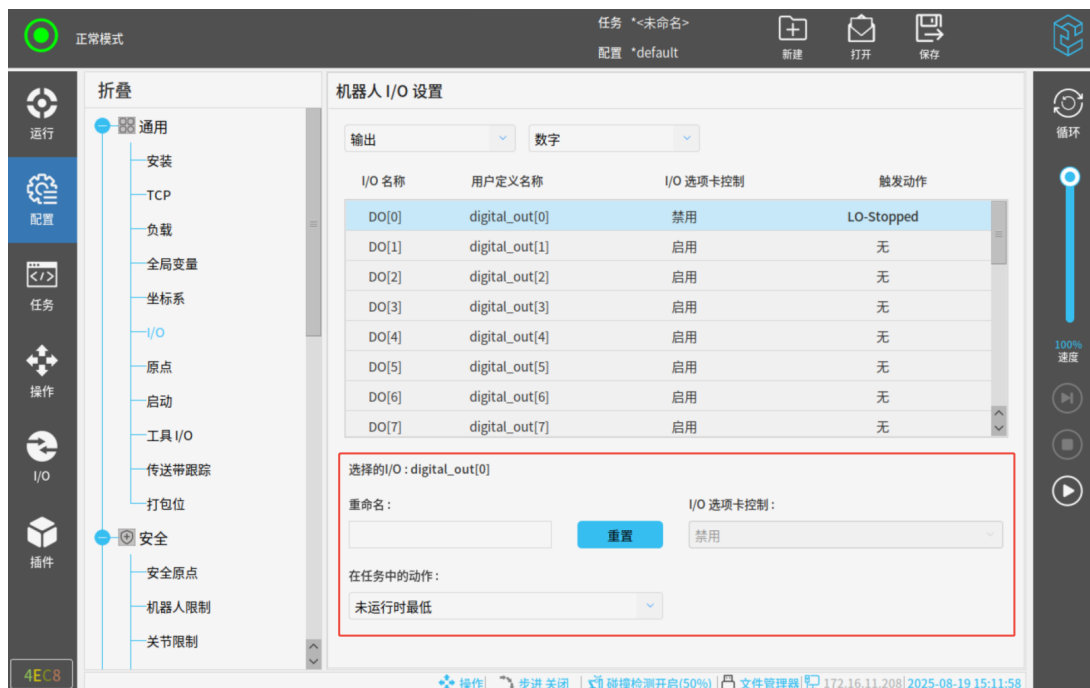 正常模式
任务 *<未命名>
配置 *default
新建
打开
保存
运行
配置
任务
操作
I/O
插件
4EC8
折叠
通用
安装
TCP
负载
全局变量
坐标系
I/O
原点
启动
工具 I/O
传送带跟踪
打包位
安全
安全原点
机器人限制
关节限制
机器人 I/O 设置
输出 数字
I/O 名称 用户定义名称 I/O 选项卡控制 触发动作
DO[0] digital_out[0] 禁用 LO-Stopped
DO[1] digital_out[1] 启用 无
DO[2] digital_out[2] 启用 无
DO[3] digital_out[3] 启用 无
DO[4] digital_out[4] 启用 无
DO[5] digital_out[5] 启用 无
DO[6] digital_out[6] 启用 无
DO[7] digital_out[7] 启用 无
选择的I/O : digital_out[0]
重命名 : I/O 选项卡控制 :
重置 禁用
在任务中的动作 :
未运行时最低
循环
100%
速度
操作| 步进 关闭 | 碰撞检测开启(50%) | 文件管理器| 172.16.11.208| 2025-08-19 15:11:58